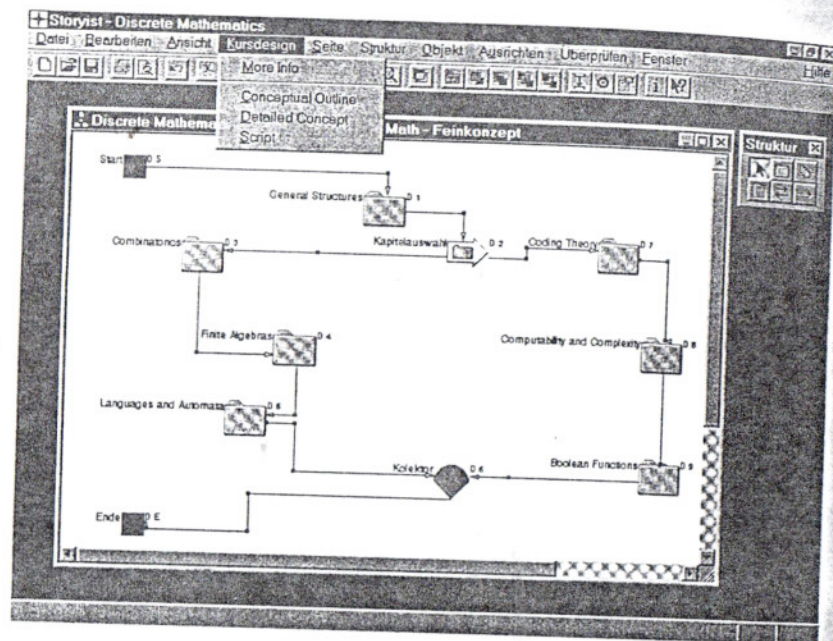 Storyist - Discrete Mathematics
Datei Bearbeiten Ansicht Kursdesign Seite Struktur Objekt Ausrichten Überprüfen Fenster Hilfe
More Info
Conceptual Outline
Detailed Concept
Script
Discrete Mathema Math - Feinkonzept
Struktur
Start D S
General Structures D 1
Combinatorics D 3
Kapitelauswahl D 2
Coding Theory D 7
Finite Algebras D 4
Computability and Complexity D 8
Languages and Automata
Kolektor D 6
Boolean Functions D 9
Ende D E